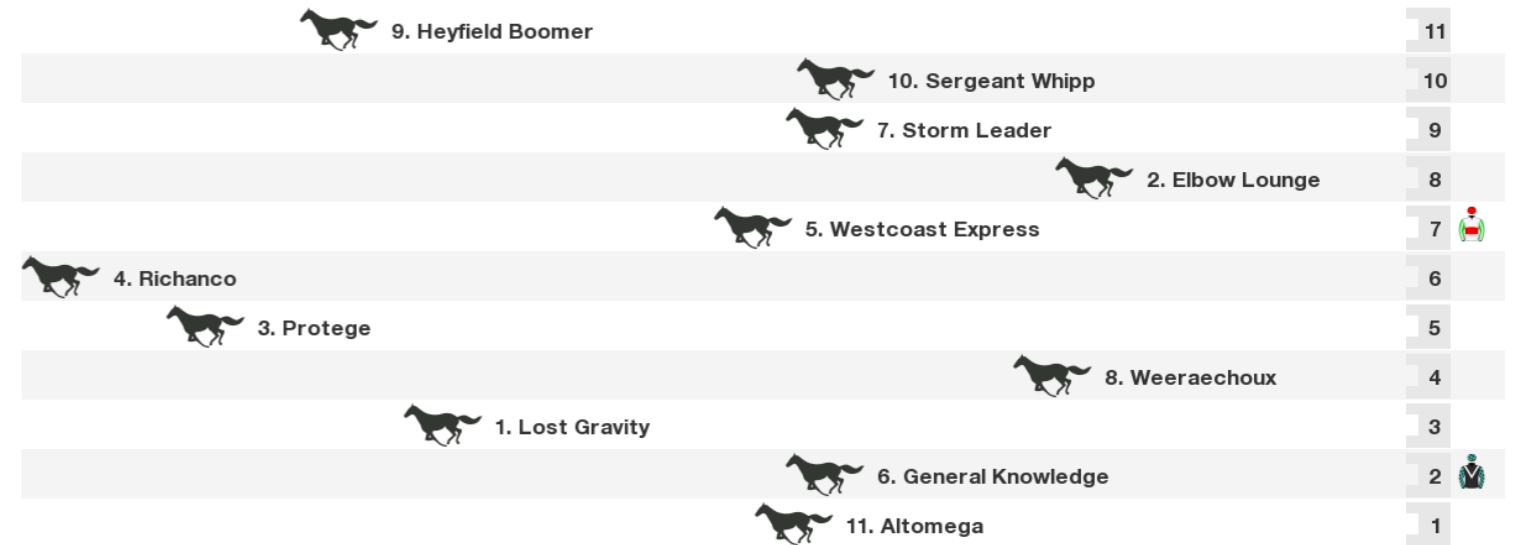 9. Heyfield Boomer 11
10. Sergeant Whipp 10
7. Storm Leader 9
2. Elbow Lounge 8
5. Westcoast Express 7
4. Richanco 6
3. Protege 5
8. Weeraechoux 4
1. Lost Gravity 3
6. General Knowledge 2
11. Altomega 1